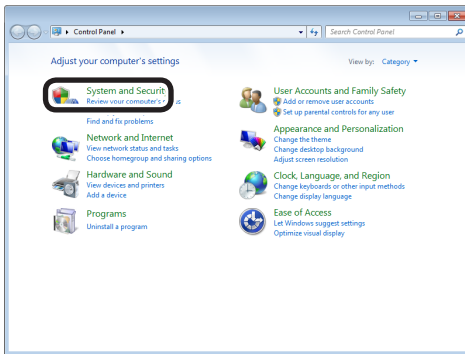 Control Panel
Search Control Panel
Adjust your computer's settings
View by: Category
System and Securit
Review your computer's
Find and fix problems
Network and Internet
View network status and tasks
Choose homegroup and sharing options
Hardware and Sound
View devices and printers
Add a device
Programs
Uninstall a program
User Accounts and Family Safety
Add or remove user accounts
Set up parental controls for any user
Appearance and Personalization
Change the theme
Change desktop background
Adjust screen resolution
Clock, Language, and Region
Change keyboards or other input methods
Change display language
Ease of Access
Let Windows suggest settings
Optimize visual display